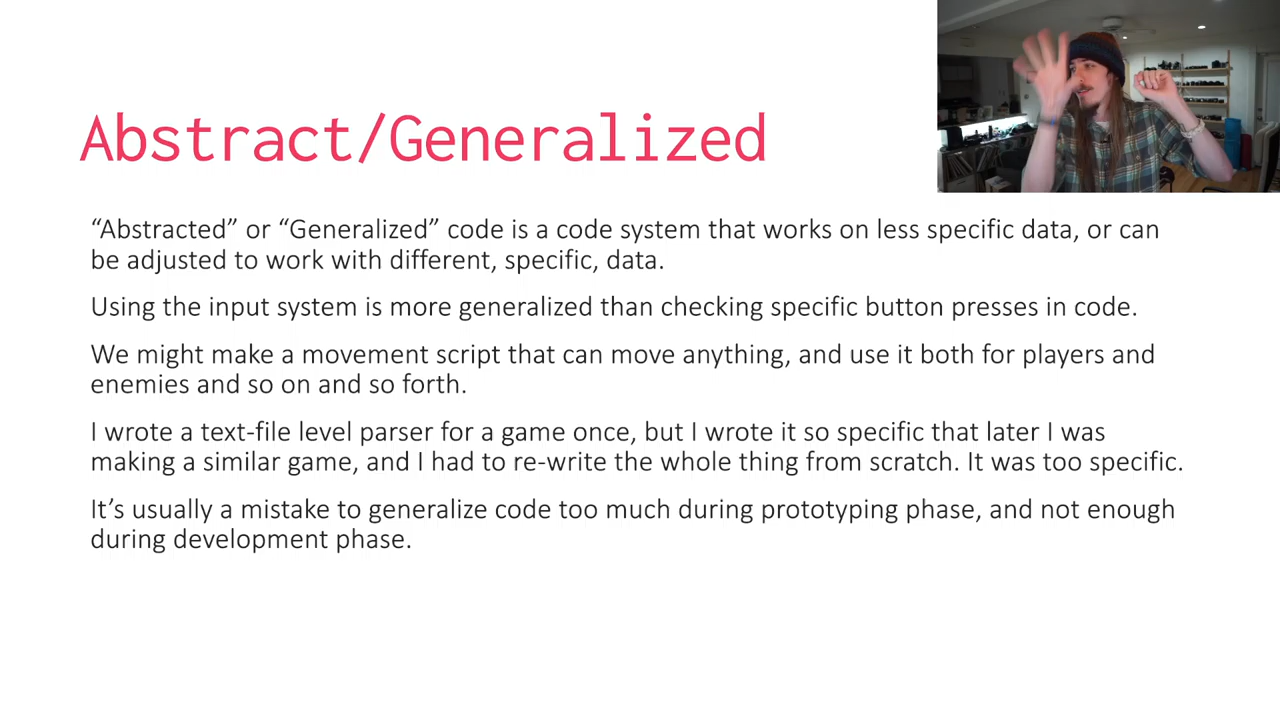 Abstract/Generalized
“Abstracted” or “Generalized” code is a code system that works on less specific data, or can
be adjusted to work with different, specific, data.
Using the input system is more generalized than checking specific button presses in code.
We might make a movement script that can move anything, and use it both for players and
enemies and so on and so forth.
I wrote a text-file level parser for a game once, but I wrote it so specific that later I was
making a similar game, and I had to re-write the whole thing from scratch. It was too specific.
It’s usually a mistake to generalize code too much during prototyping phase, and not enough
during development phase.